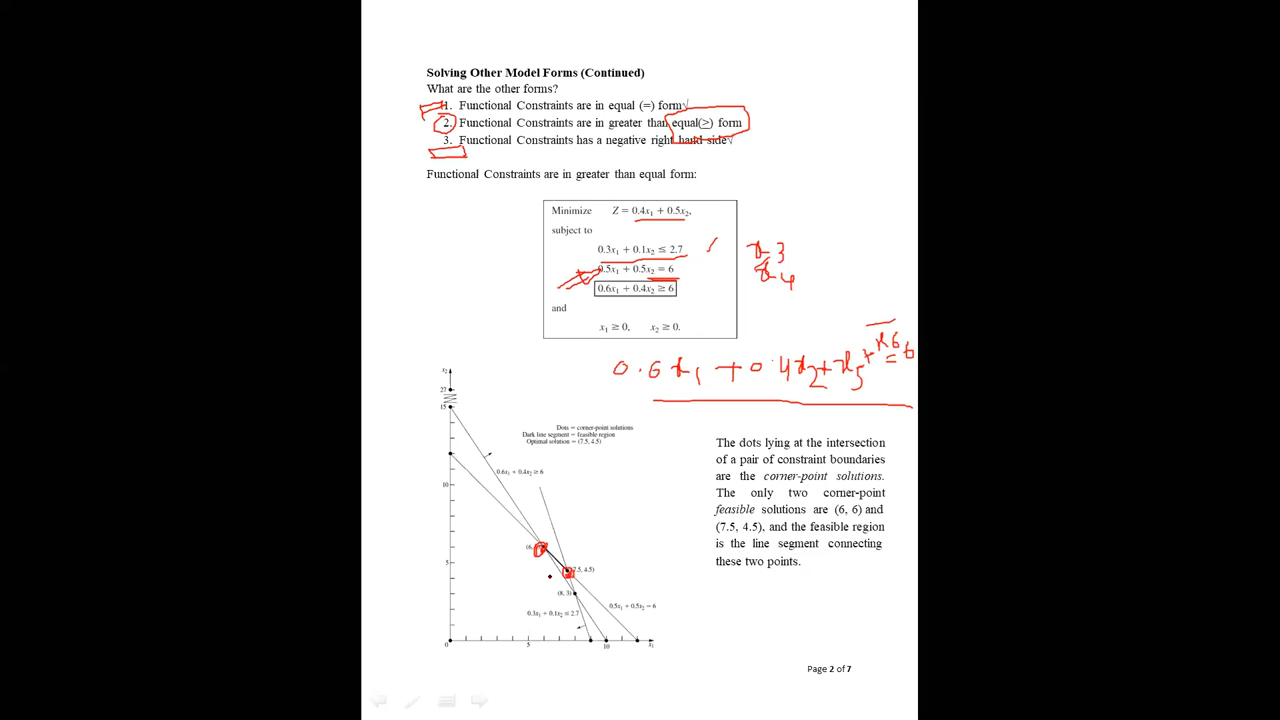 Solving Other Model Forms (Continued)
What are the other forms?
1. Functional Constraints are in equal (=) form√
2. Functional Constraints are in greater than equal(≥) form
3. Functional Constraints has a negative right hand side√
Functional Constraints are in greater than equal form:
Minimize Z = 0.4x₁ + 0.5x₂,
subject to
0.3x₁ + 0.1x₂ ≤ 2.7
0.5x₁ + 0.5x₂ = 6
0.6x₁ + 0.4x₂ ≥ 6
and
x₁ ≥ 0, x₂ ≥ 0.
x3
x4
0.6x₁ + 0.4x₂ + x₅ + x̄6 = 6
x₂
27
15
10
5
0
Dots = corner-point solutions
Dark line segment = feasible region
Optimal solution = (7.5, 4.5)
0.6x₁ + 0.4x₂ ≥ 6
(6,
(7.5, 4.5)
(8, 3)
0.5x₁ + 0.5x₂ = 6
0.3x₁ + 0.1x₂ ≤ 2.7
5
10
x₁
The dots lying at the intersection
of a pair of constraint boundaries
are the corner-point solutions.
The only two corner-point
feasible solutions are (6, 6) and
(7.5, 4.5), and the feasible region
is the line segment connecting
these two points.
Page 2 of 7